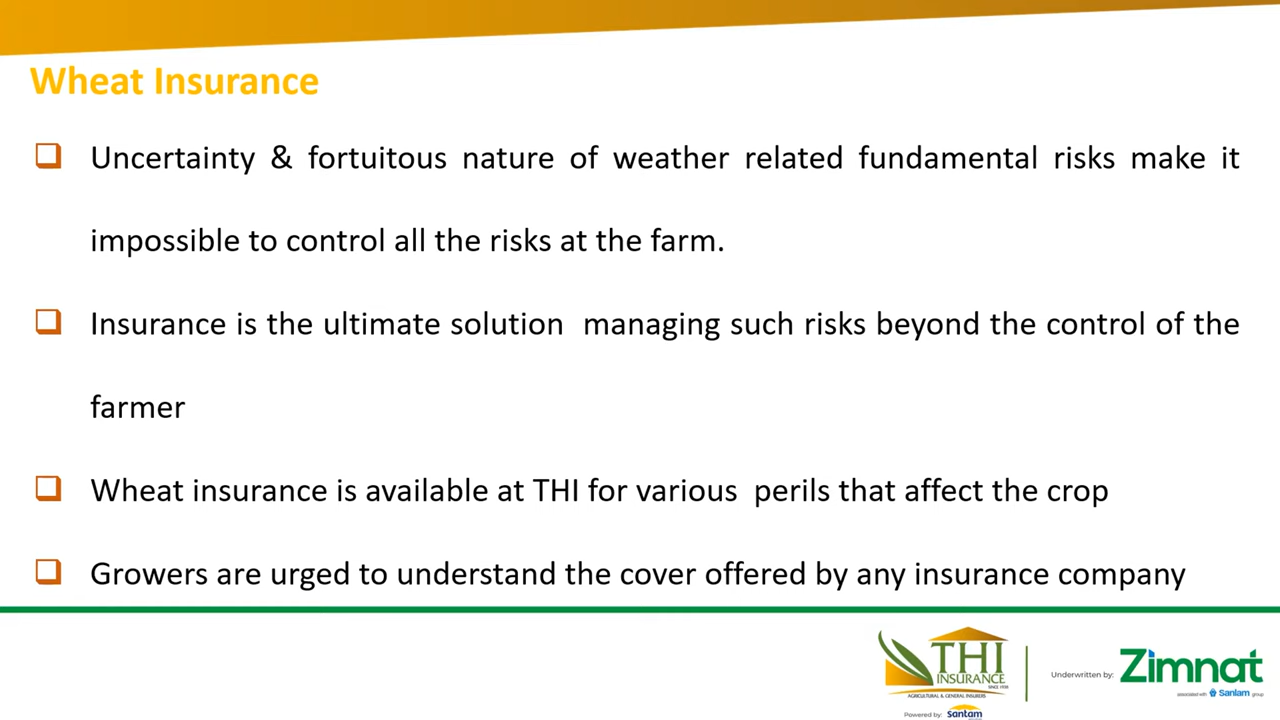 Wheat Insurance
Uncertainty & fortuitous nature of weather related fundamental risks make it
impossible to control all the risks at the farm.
Insurance is the ultimate solution managing such risks beyond the control of the
farmer
Wheat insurance is available at THI for various perils that affect the crop
Growers are urged to understand the cover offered by any insurance company
THI
INSURANCE
SINCE 1938
AGRICULTURAL & GENERAL INSURERS
Powered by: Santam
Underwritten by: Zimnat
associated with Sanlam group